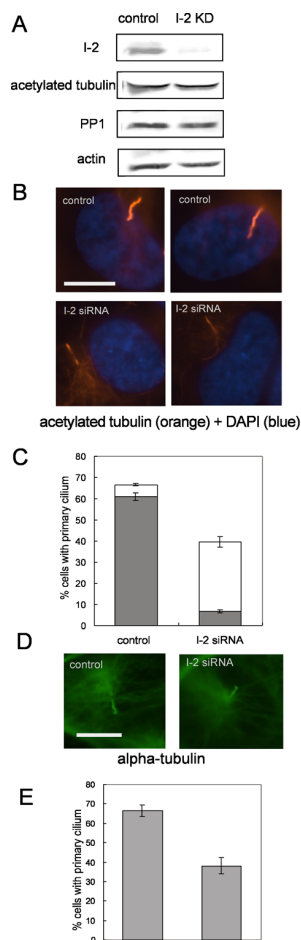 A
control I-2 KD
I-2
acetylated tubulin
PP1
actin
B
control
control
I-2 siRNA
I-2 siRNA
acetylated tubulin (orange) + DAPI (blue)
C
% cells with primary cilium
80
70
60
50
40
30
20
10
0
control I-2 siRNA
D
control
I-2 siRNA
alpha-tubulin
E
% cells with primary cilium
80
70
60
50
40
30
20
10
0